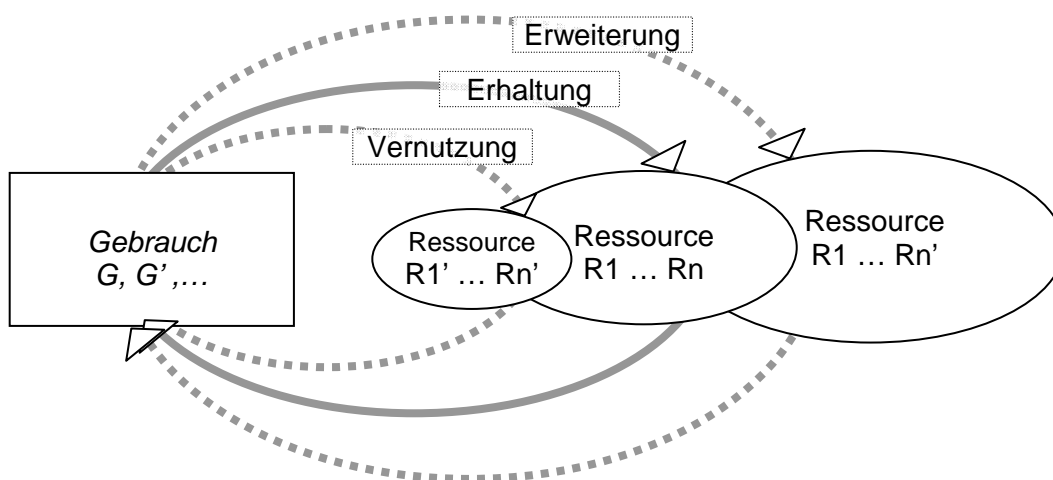 Erweiterung
Erhaltung
Vernutzung
Gebrauch
G, G’ ,…
Ressource
R1’ … Rn’
Ressource
R1 … Rn
Ressource
R1 … Rn’